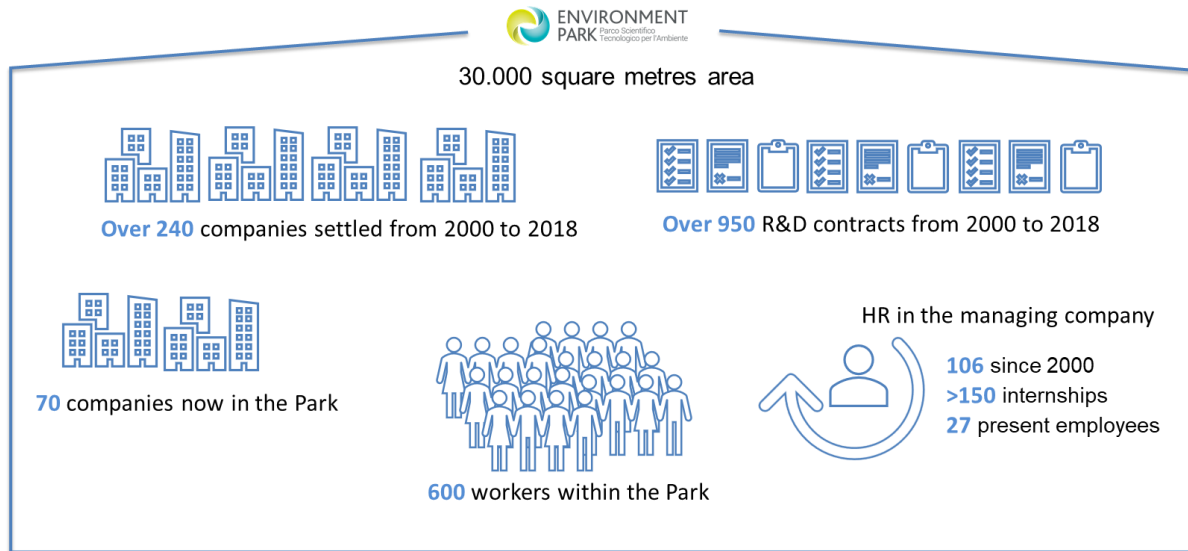 ENVIRONMENT
PARK Parco Scientifico
Tecnologico per l'Ambiente
30.000 square metres area
Over 240 companies settled from 2000 to 2018
Over 950 R&D contracts from 2000 to 2018
70 companies now in the Park
600 workers within the Park
HR in the managing company
106 since 2000
>150 internships
27 present employees